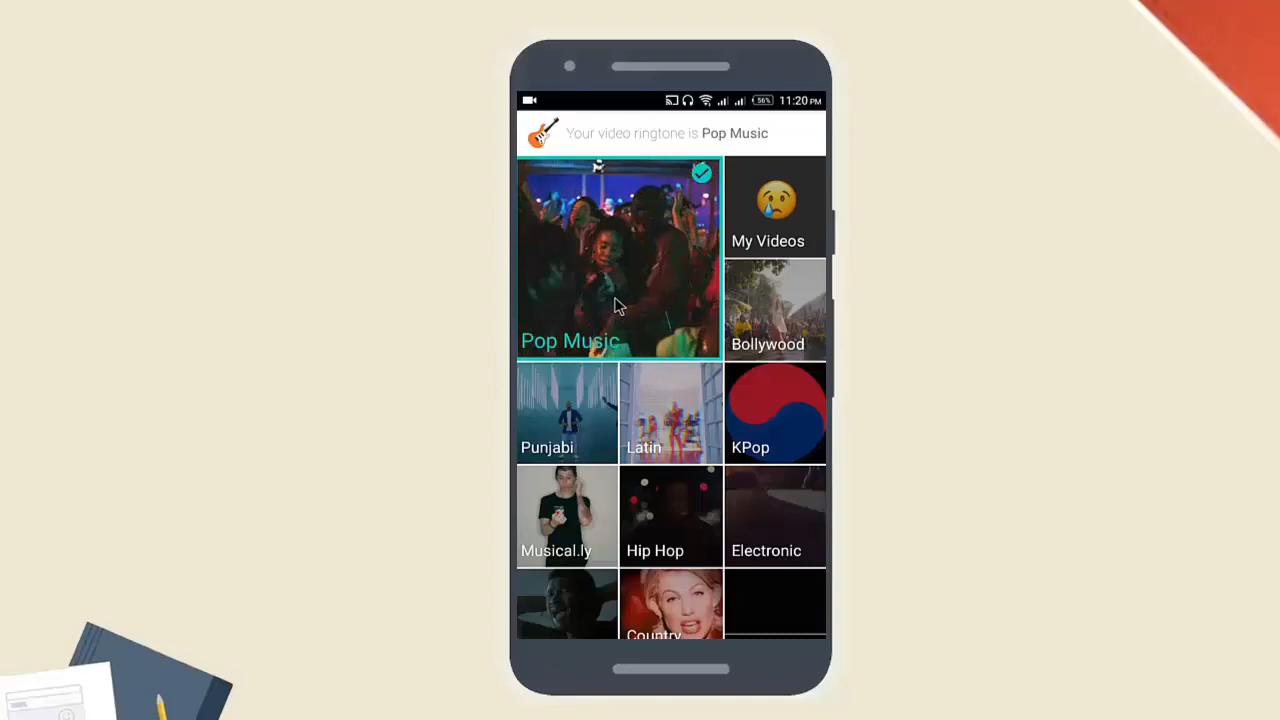 56% 11:20 PM
Your video ringtone is Pop Music
Pop Music
My Videos
Bollywood
Punjabi
Latin
KPop
Musical.ly
Hip Hop
Electronic
Country